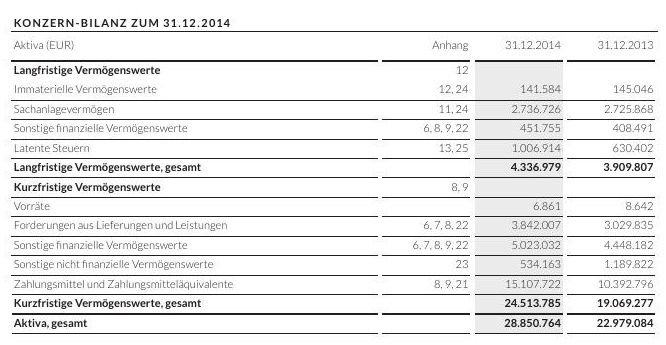 KONZERN-BILANZ ZUM 31.12.2014
Aktiva (EUR) Anhang 31.12.2014 31.12.2013
Langfristige Vermögenswerte 12
Immaterielle Vermögenswerte 12, 24 141.584 145.046
Sachanlagevermögen 11, 24 2.736.726 2.725.868
Sonstige finanzielle Vermögenswerte 6, 8, 9, 22 451.755 408.491
Latente Steuern 13, 25 1.006.914 630.402
Langfristige Vermögenswerte, gesamt 4.336.979 3.909.807
Kurzfristige Vermögenswerte 8, 9
Vorräte 6.861 8.642
Forderungen aus Lieferungen und Leistungen 6, 7, 8, 22 3.842.007 3.029.835
Sonstige finanzielle Vermögenswerte 6, 7, 8, 9, 22 5.023.032 4.448.182
Sonstige nicht finanzielle Vermögenswerte 23 534.163 1.189.822
Zahlungsmittel und Zahlungsmitteläquivalente 8, 9, 21 15.107.722 10.392.796
Kurzfristige Vermögenswerte, gesamt 24.513.785 19.069.277
Aktiva, gesamt 28.850.764 22.979.084